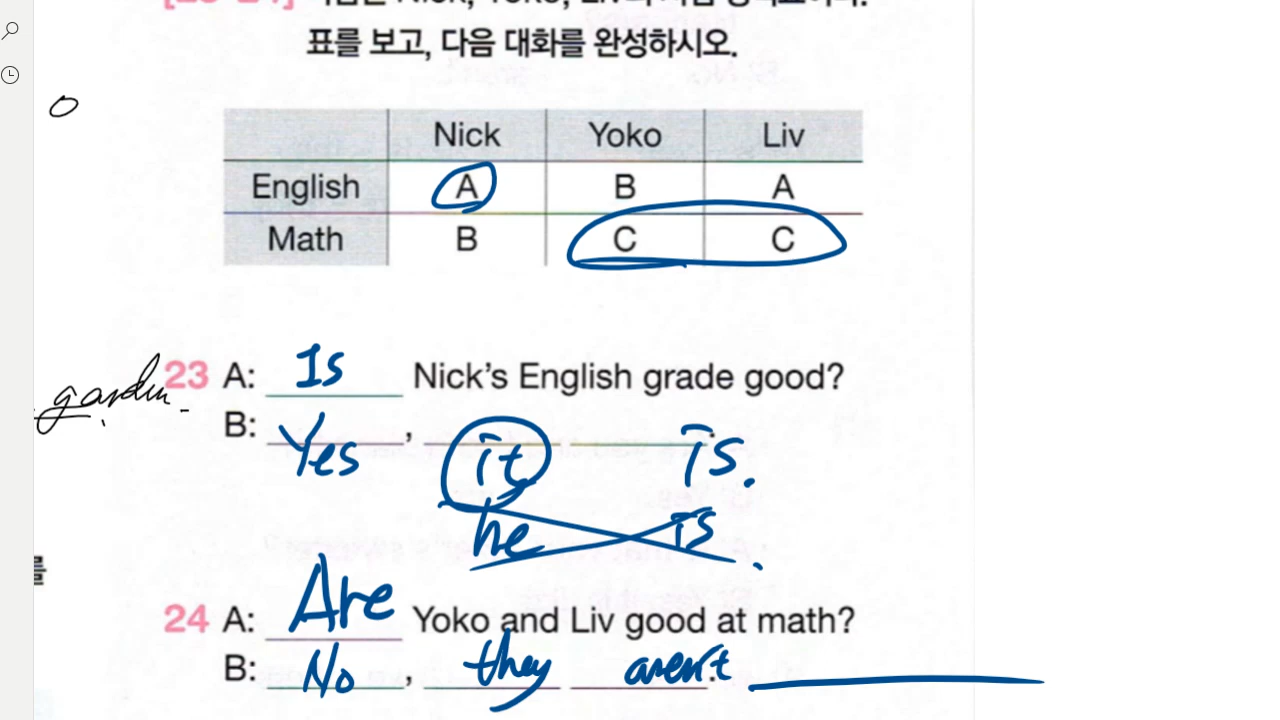 표를 보고, 다음 대화를 완성하시오.
Nick Yoko Liv
English A B A
Math B C C
23 A: Is Nick's English grade good?
B: Yes, it is.
he is.
garden.
를
24 A: Are Yoko and Liv good at math?
B: No, they aren't.